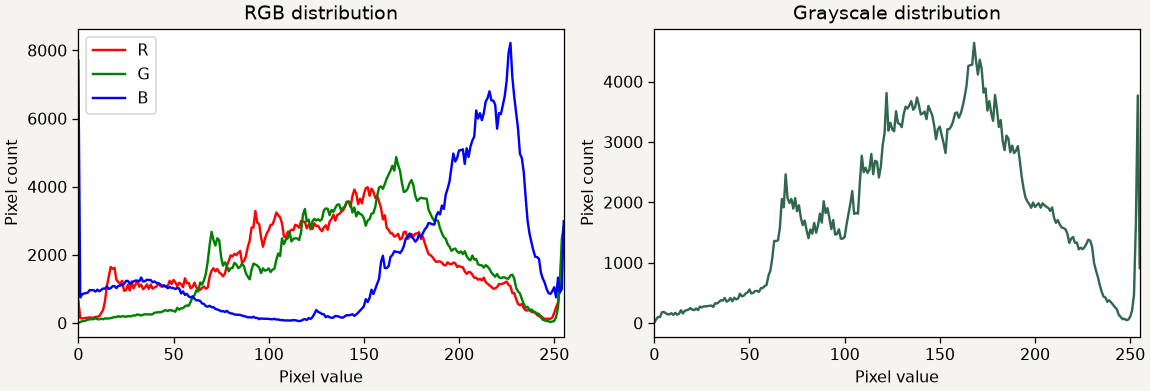 RGB distribution
R
G
B
8000
6000
4000
2000
0
Pixel count
0 50 100 150 200 250
Pixel value
Grayscale distribution
4000
3000
2000
1000
0
Pixel count
0 50 100 150 200 250
Pixel value